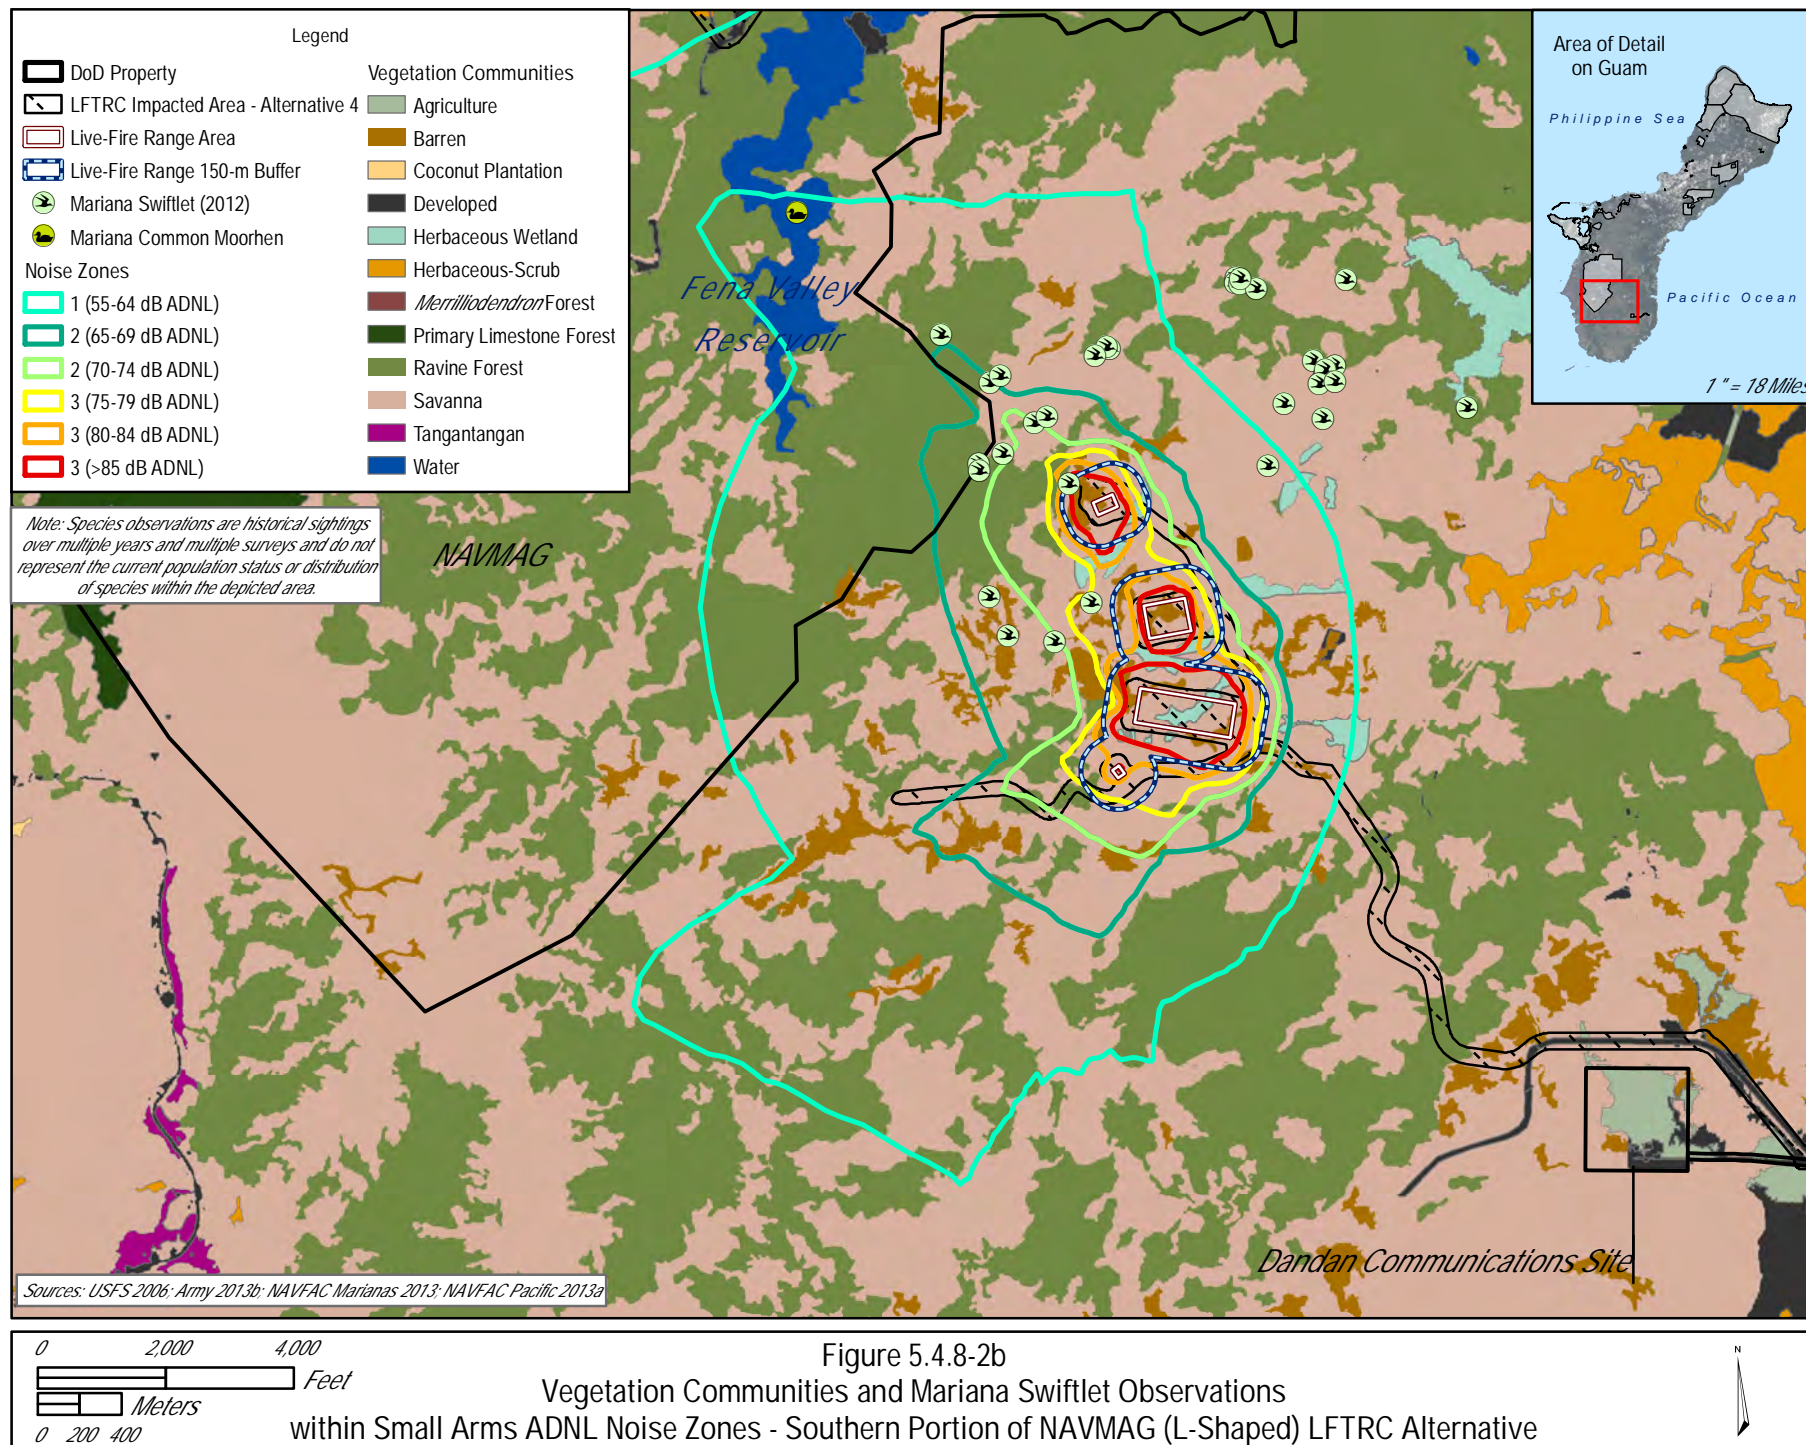 Legend
DoD Property
LFTRC Impacted Area - Alternative 4
Live-Fire Range Area
Live-Fire Range 150-m Buffer
Mariana Swiftlet (2012)
Mariana Common Moorhen
Noise Zones
1 (55-64 dB ADNL)
2 (65-69 dB ADNL)
2 (70-74 dB ADNL)
3 (75-79 dB ADNL)
3 (80-84 dB ADNL)
3 (>85 dB ADNL)
Vegetation Communities
Agriculture
Barren
Coconut Plantation
Developed
Herbaceous Wetland
Herbaceous-Scrub
Merrilliodendron Forest
Primary Limestone Forest
Ravine Forest
Savanna
Tangantangan
Water
Note: Species observations are historical sightings
over multiple years and multiple surveys and do not
represent the current population status or distribution
of species within the depicted area.
Area of Detail
on Guam
Philippine Sea
Pacific Ocean
1 " = 18 Miles
Fena Valley
Reservoir
NAVMAG
Dandan Communications Site
Sources: USFS 2006; Army 2013b; NAVFAC Marianas 2013; NAVFAC Pacific 2013a
0 2,000 4,000
Feet
Meters
0 200 400
Figure 5.4.8-2b
Vegetation Communities and Mariana Swiftlet Observations
within Small Arms ADNL Noise Zones - Southern Portion of NAVMAG (L-Shaped) LFTRC Alternative
N